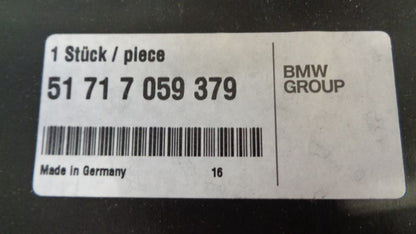 1 Stück / piece
51 71 7 059 379
BMW
GROUP
Made in Germany 16